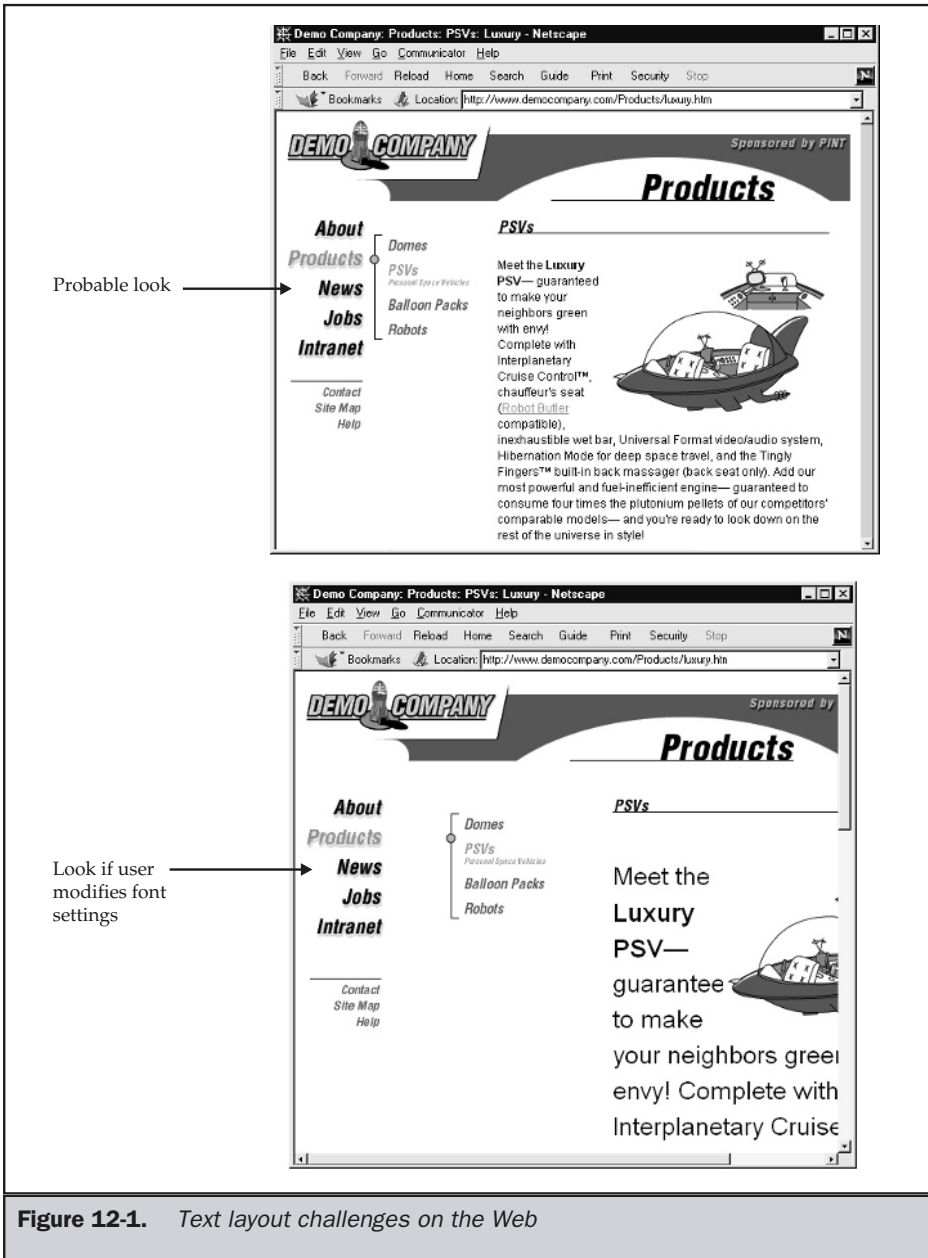 Demo Company: Products: PSVs: Luxury - Netscape
File Edit View Go Communicator Help
Back Forward Reload Home Search Guide Print Security Stop
N
Bookmarks Location: http://www.democompany.com/Products/luxury.htm
DEMO COMPANY
Sponsored by PINT
Products
About
Products
News
Jobs
Intranet
Contact
Site Map
Help
Domes
PSVs
Personal Space Vehicles
Balloon Packs
Robots
PSVs
Meet the Luxury
PSV— guaranteed
to make your
neighbors green
with envy!
Complete with
Interplanetary
Cruise Control™,
chauffeur's seat
(Robot Butler
compatible),
inexhaustible wet bar, Universal Format video/audio system,
Hibernation Mode for deep space travel, and the Tingly
Fingers™ built-in back massager (back seat only). Add our
most powerful and fuel-inefficient engine— guaranteed to
consume four times the plutonium pellets of our competitors'
comparable models— and you're ready to look down on the
rest of the universe in style!
Probable look
Demo Company: Products: PSVs: Luxury - Netscape
File Edit View Go Communicator Help
Back Forward Reload Home Search Guide Print Security Stop
N
Bookmarks Location: http://www.democompany.com/Products/luxury.htn
DEMO COMPANY
Sponsored by
Products
About
Products
News
Jobs
Intranet
Contact
Site Map
Help
Domes
PSVs
Personal Space Vehicles
Balloon Packs
Robots
PSVs
Meet the
Luxury
PSV—
guarantee
to make
your neighbors green
envy! Complete with
Interplanetary Cruise
Look if user
modifies font
settings
Figure 12-1. Text layout challenges on the Web